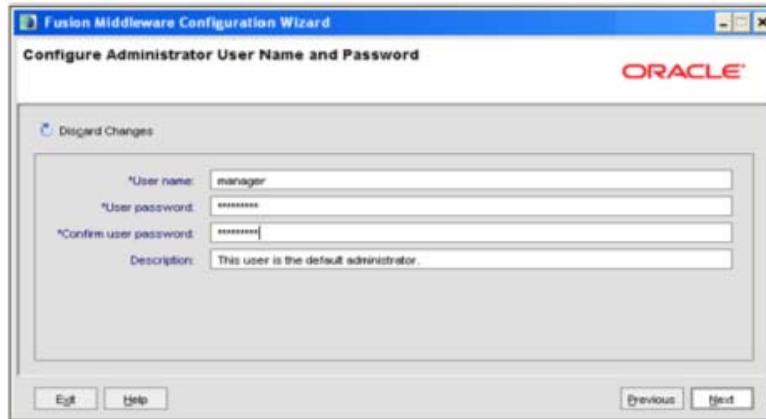 Fusion Middleware Configuration Wizard
Configure Administrator User Name and Password
ORACLE
Discard Changes
*User name: manager
*User password: *********
*Confirm user password: *********
Description: This user is the default administrator.
Exit Help Previous Next